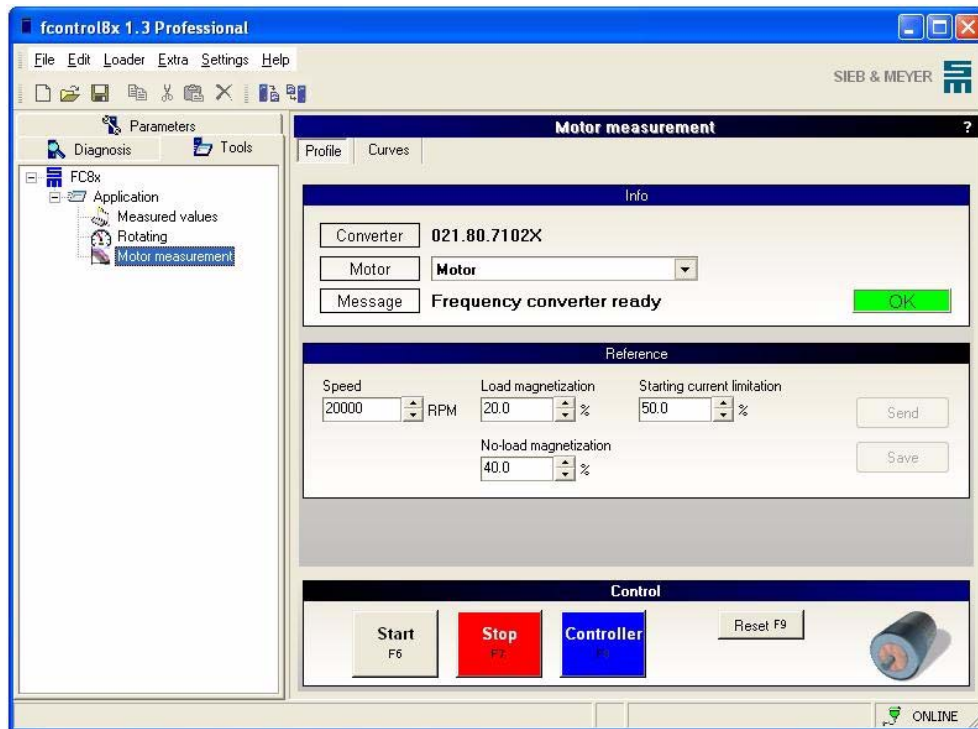 fcontrol8x 1.3 Professional
File Edit Loader Extra Settings Help
SIEB & MEYER
Parameters
Diagnosis Tools
FC8x
Application
Measured values
Rotating
Motor measurement
Motor measurement ?
Profile Curves
Info
Converter 021.80.7102X
Motor Motor
Message Frequency converter ready OK
Reference
Speed Load magnetization Starting current limitation
20000 RPM 20.0 % 50.0 % Send
No-load magnetization
40.0 % Save
Control
Start Stop Controller Reset F9
F6 F7
ONLINE